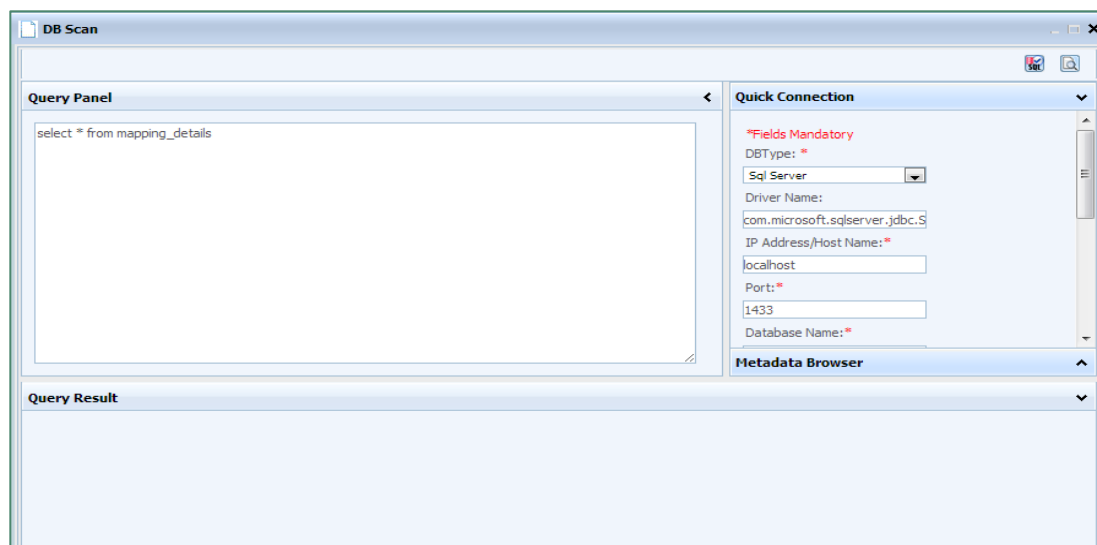 DB Scan
SQL
Query Panel
select * from mapping_details
Quick Connection
*Fields Mandatory
DBType: *
Sql Server
Driver Name:
com.microsoft.sqlserver.jdbc.S
IP Address/Host Name:*
localhost
Port:*
1433
Database Name:*
Metadata Browser
Query Result